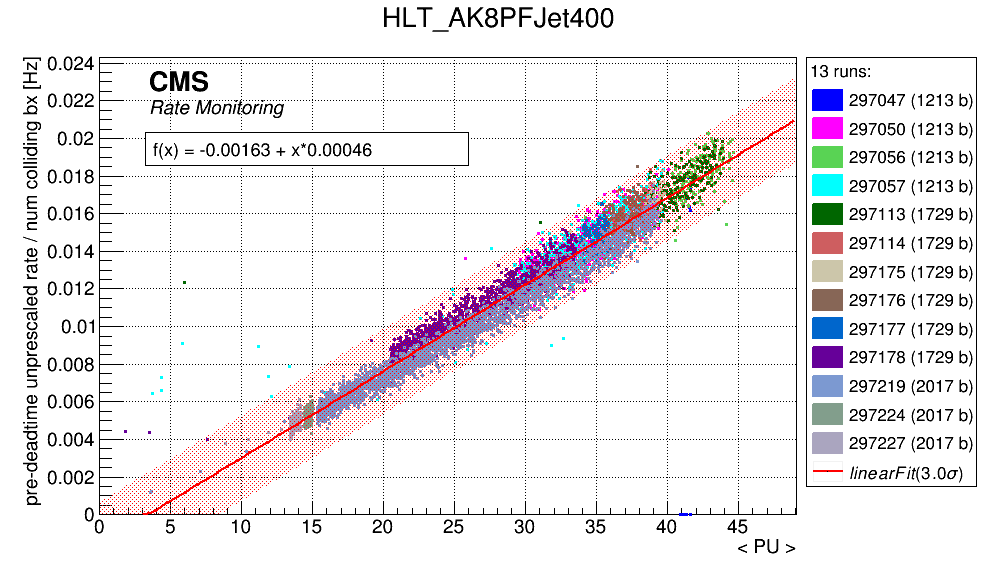 HLT_AK8PFJet400
pre-deadtime unprescaled rate / num colliding bx [Hz]
0.024
0.022
0.02
0.018
0.016
0.014
0.012
0.01
0.008
0.006
0.004
0.002
0
CMS
Rate Monitoring
f(x) = -0.00163 + x*0.00046
0 5 10 15 20 25 30 35 40 45
< PU >
13 runs:
297047 (1213 b)
297050 (1213 b)
297056 (1213 b)
297057 (1213 b)
297113 (1729 b)
297114 (1729 b)
297175 (1729 b)
297176 (1729 b)
297177 (1729 b)
297178 (1729 b)
297219 (2017 b)
297224 (2017 b)
297227 (2017 b)
linearFit(3.0σ)